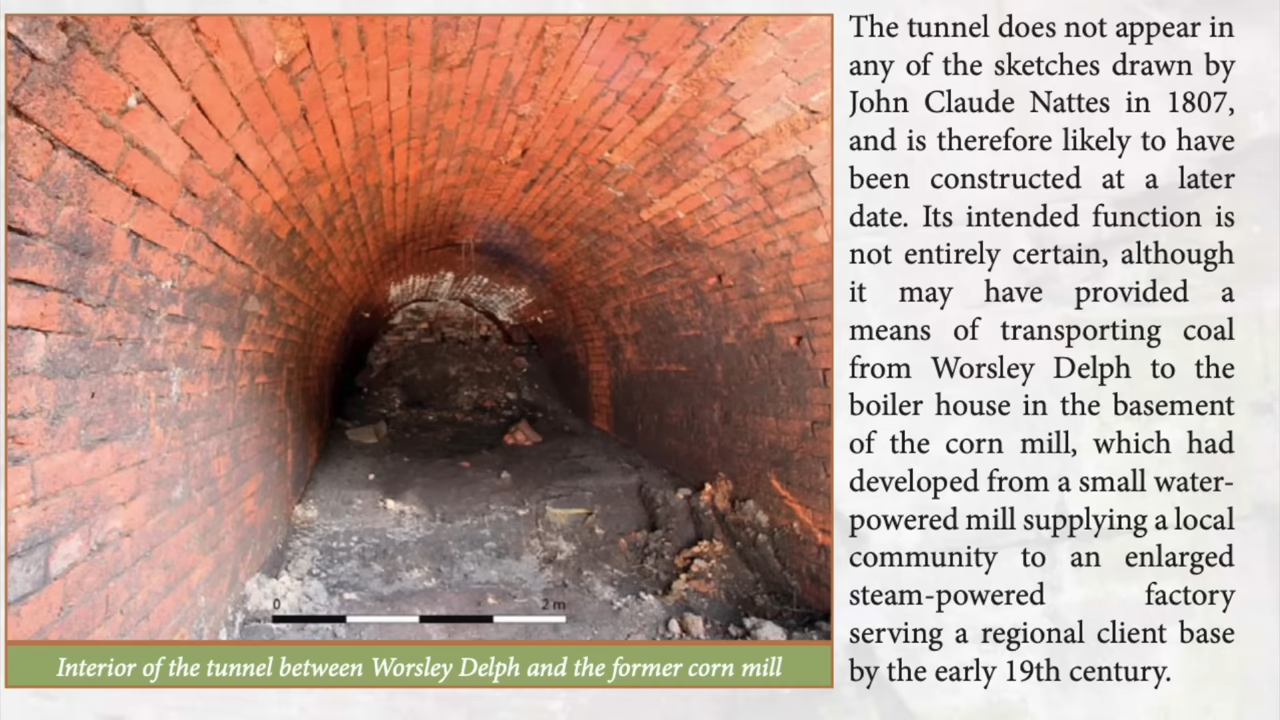 The tunnel does not appear in
any of the sketches drawn by
John Claude Nattes in 1807,
and is therefore likely to have
been constructed at a later
date. Its intended function is
not entirely certain, although
it may have provided a
means of transporting coal
from Worsley Delph to the
boiler house in the basement
of the corn mill, which had
developed from a small water-
powered mill supplying a local
community to an enlarged
steam-powered factory
serving a regional client base
by the early 19th century.
0 2 m
Interior of the tunnel between Worsley Delph and the former corn mill